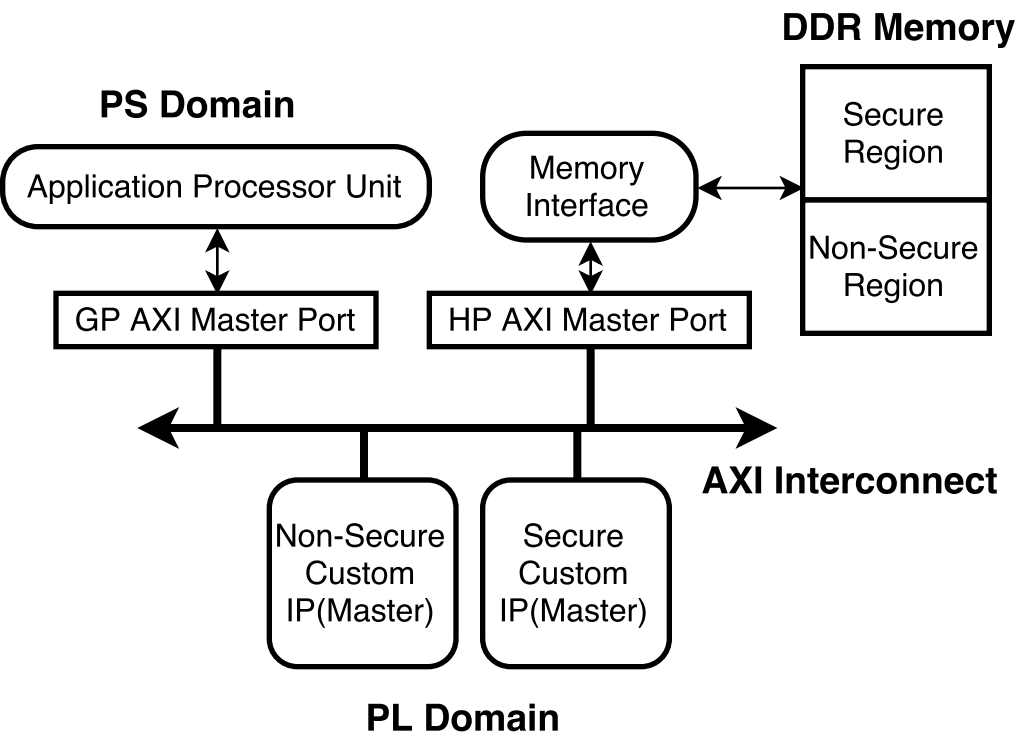 DDR Memory
PS Domain
Secure
Region
Application Processor Unit
Memory
Interface
Non-Secure
Region
GP AXI Master Port
HP AXI Master Port
AXI Interconnect
Non-Secure
Custom
IP(Master)
Secure
Custom
IP(Master)
PL Domain